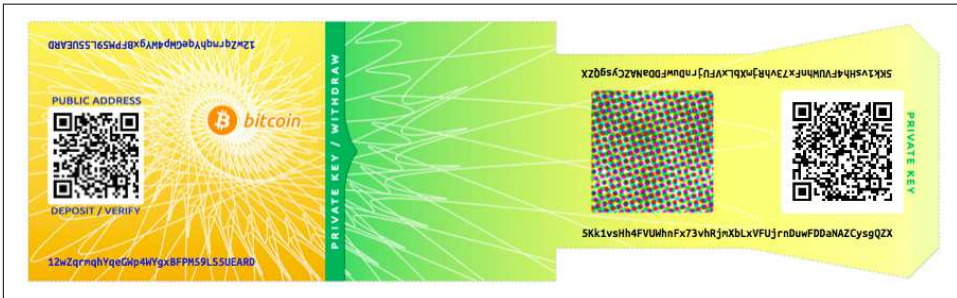 12wZqrmqhYqeGWp4WYgxBFPMS9LS5UEARD
PUBLIC ADDRESS
bitcoin
DEPOSIT / VERIFY
12wZqrmqhYqeGWp4WYgxBFPMS9LS5UEARD
PRIVATE KEY / WITHDRAW
5Kk1vsHh4FVUWhnFx73vhRjmXbLxVFUjrnDuwFDDaNAZCysgQZX
PRIVATE KEY
5Kk1vsHh4FVUWhnFx73vhRjmXbLxVFUjrnDuwFDDaNAZCysgQZX